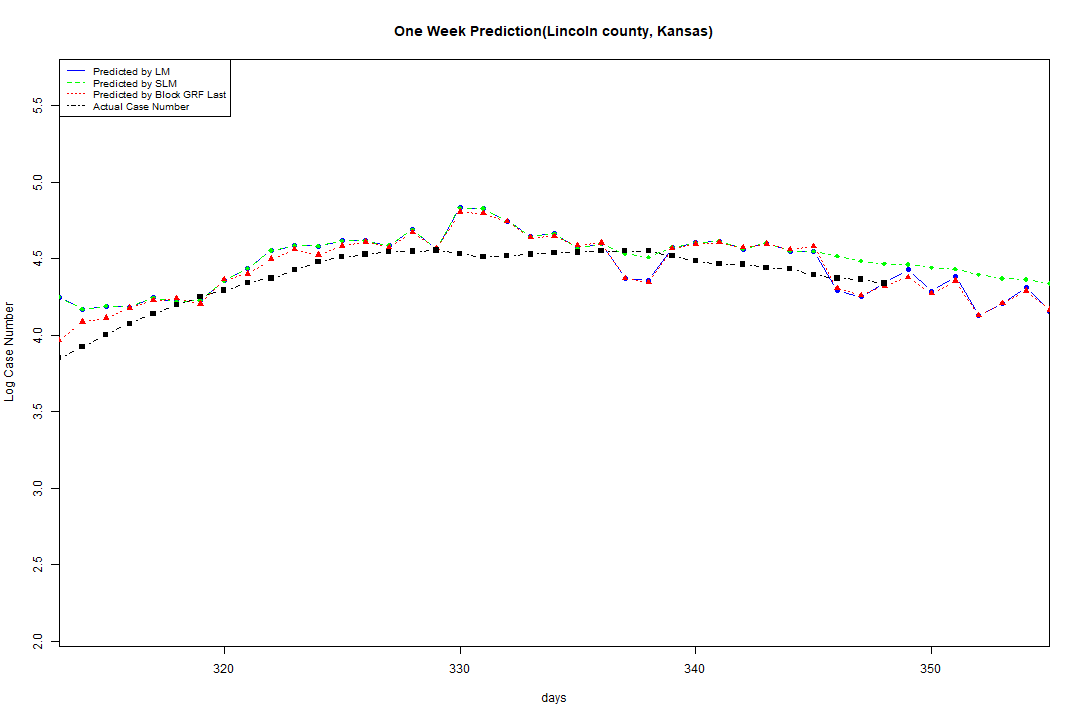 One Week Prediction(Lincoln county, Kansas)
Predicted by LM
Predicted by SLM
Predicted by Block GRF Last
Actual Case Number
5.5
5.0
4.5
4.0
3.5
3.0
2.5
2.0
Log Case Number
320 330 340 350
days